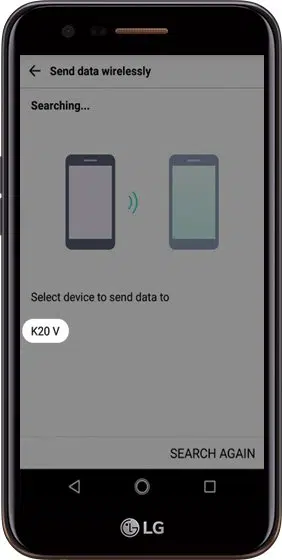 Send data wirelessly
Searching...
Select device to send data to
K20 V
SEARCH AGAIN
LG